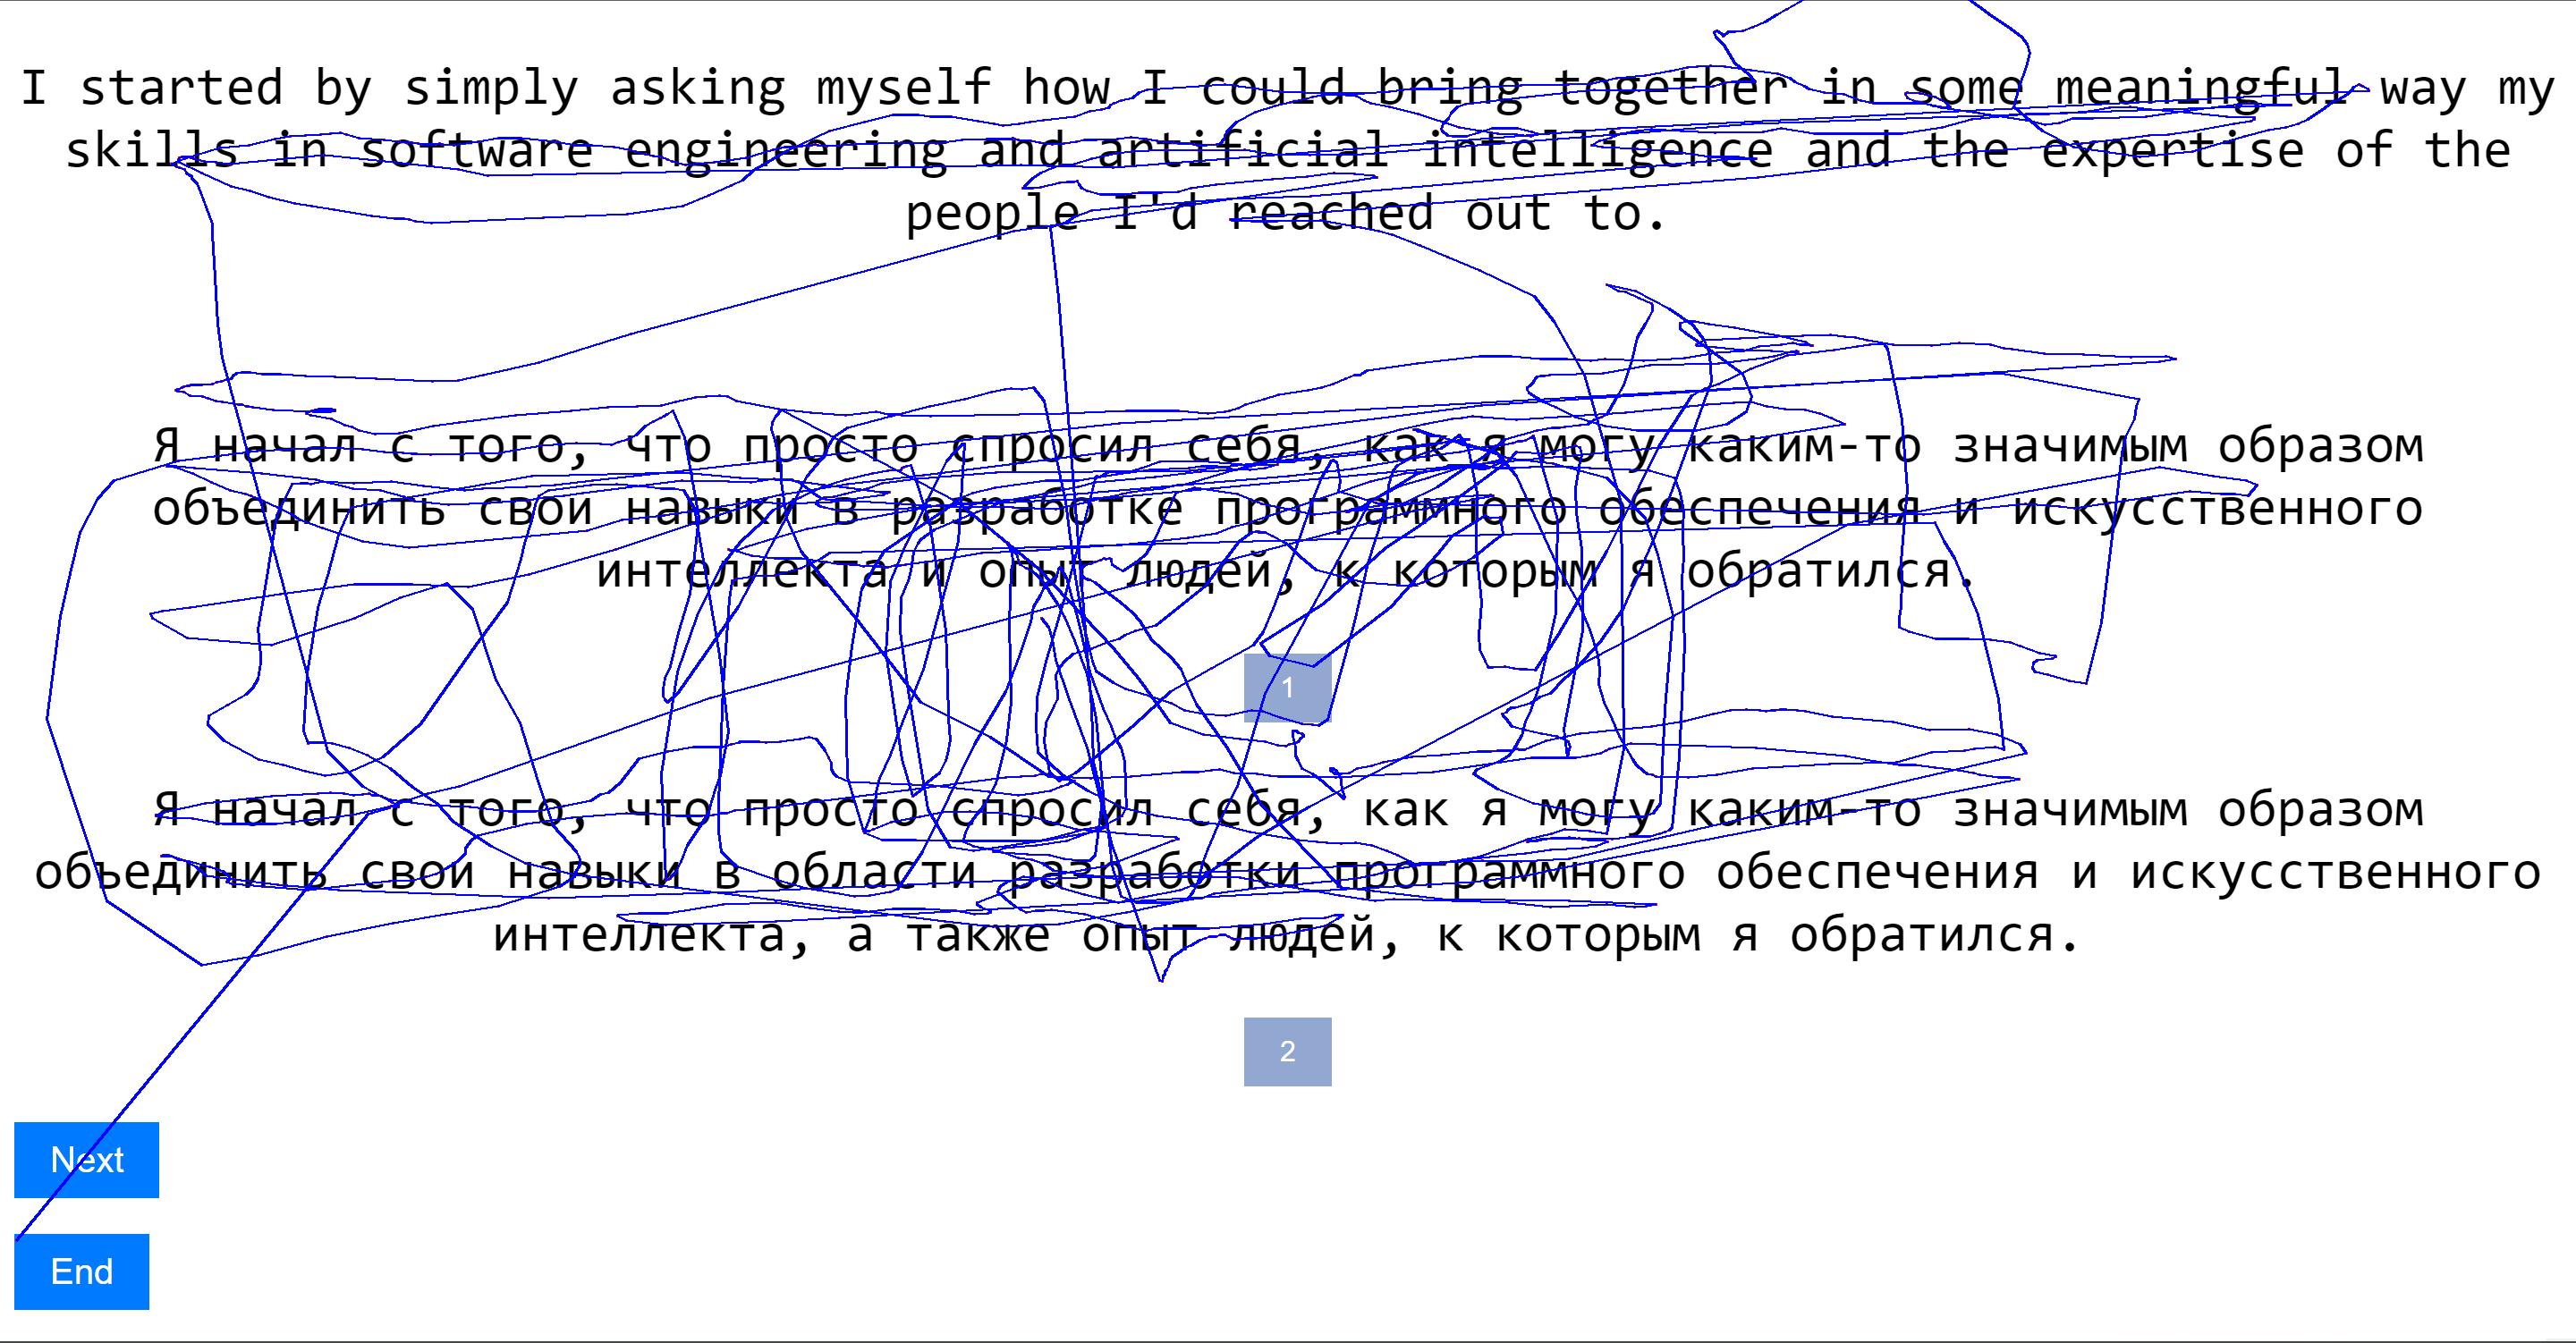 I started by simply asking myself how I could bring together in some meaningful way my
skills in software engineering and artificial intelligence and the expertise of the
people I'd reached out to.
Я начал с того, что просто спросил себя, как я могу каким-то значимым образом
объединить свои навыки в разработке программного обеспечения и искусственного
интеллекта и опыт людей, к которым я обратился.
1
Я начал с того, что просто спросил себя, как я могу каким-то значимым образом
объединить свои навыки в области разработки программного обеспечения и искусственного
интеллекта, а также опыт людей, к которым я обратился.
2
Next
End